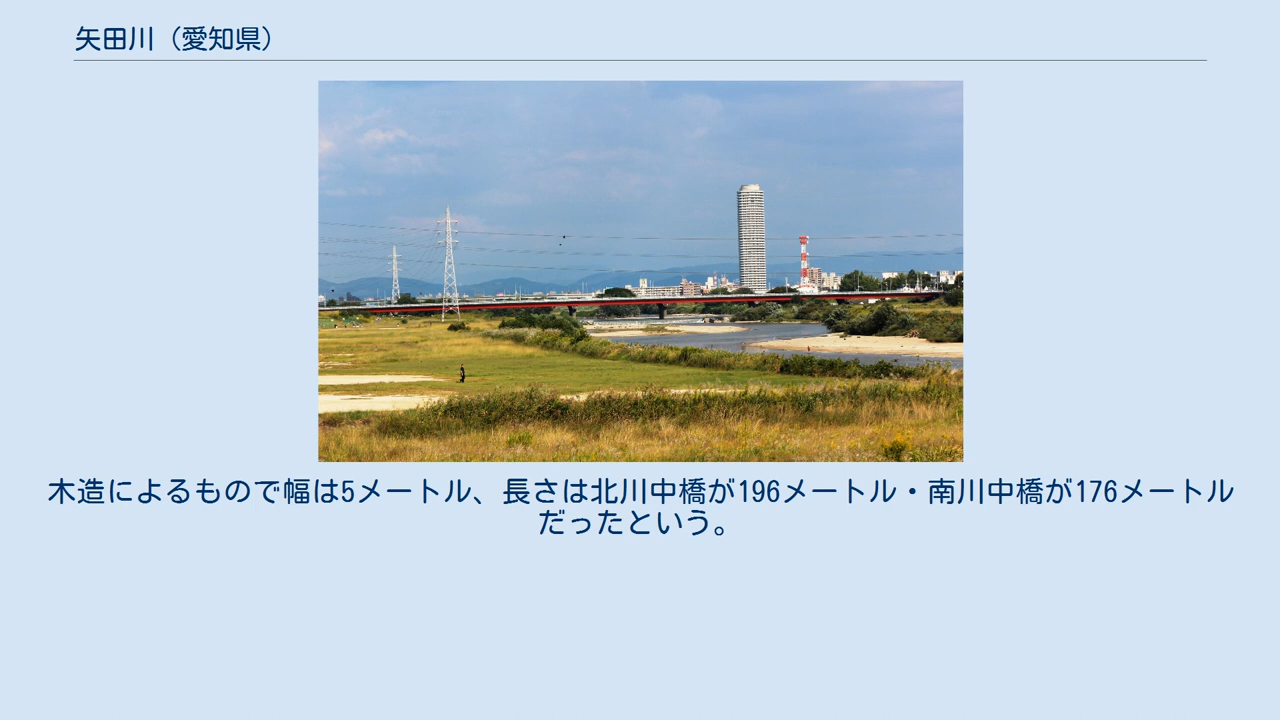 矢田川（愛知県）
木造によるもので幅は5メートル、長さは北川中橋が196メートル・南川中橋が176メートル
だったという。